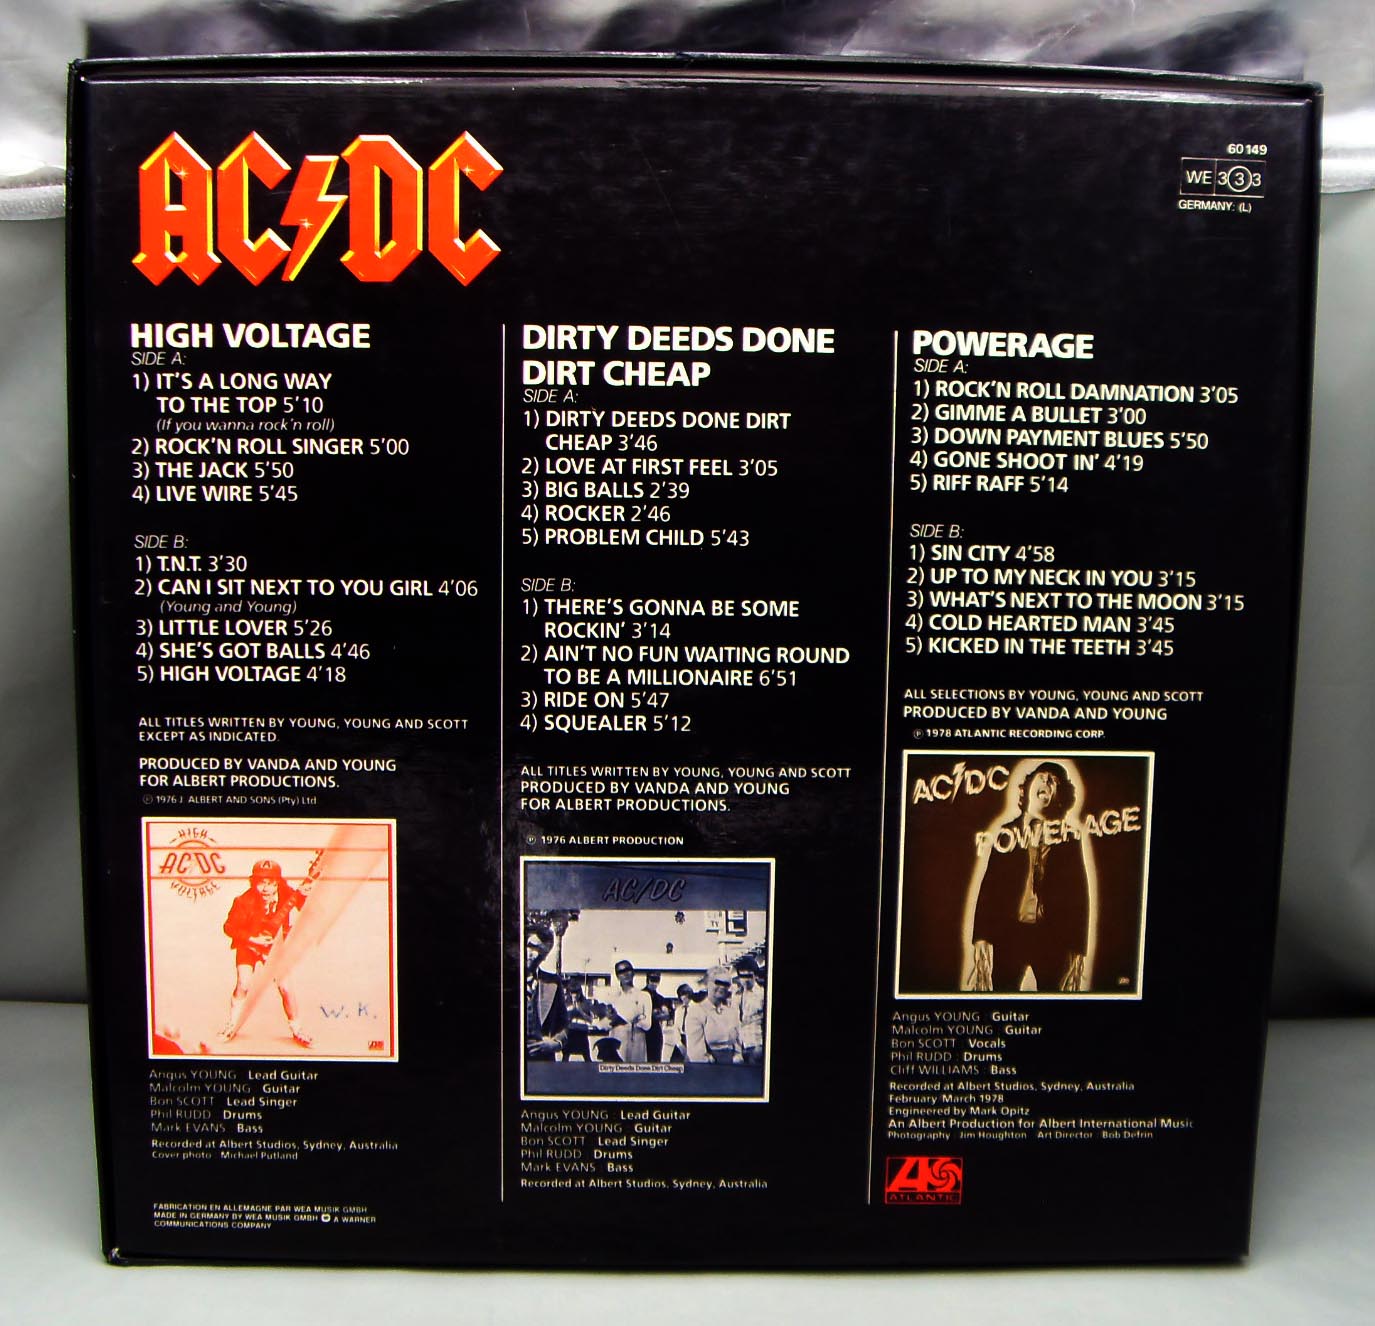 AC/DC
60 149
WE 333
GERMANY: (L)
HIGH VOLTAGE
SIDE A:
1) IT'S A LONG WAY
TO THE TOP 5'10
(If you wanna rock'n roll)
2) ROCK'N ROLL SINGER 5'00
3) THE JACK 5'50
4) LIVE WIRE 5'45
SIDE B:
1) T.N.T. 3'30
2) CAN I SIT NEXT TO YOU GIRL 4'06
(Young and Young)
3) LITTLE LOVER 5'26
4) SHE'S GOT BALLS 4'46
5) HIGH VOLTAGE 4'18
ALL TITLES WRITTEN BY YOUNG, YOUNG AND SCOTT
EXCEPT AS INDICATED.
PRODUCED BY VANDA AND YOUNG
FOR ALBERT PRODUCTIONS.
℗ 1976 J. ALBERT AND SONS (Pty) Ltd
HIGH
AC/DC
VOLTAGE
W. K.
Angus YOUNG : Lead Guitar
Malcolm YOUNG : Guitar
Bon SCOTT : Lead Singer
Phil RUDD : Drums
Mark EVANS : Bass
Recorded at Albert Studios, Sydney, Australia
Cover photo : Michael Putland
FABRICATION EN ALLEMAGNE PAR WEA MUSIK GMBH
MADE IN GERMANY BY WEA MUSIK GMBH A WARNER
COMMUNICATIONS COMPANY
DIRTY DEEDS DONE
DIRT CHEAP
SIDE A:
1) DIRTY DEEDS DONE DIRT
CHEAP 3'46
2) LOVE AT FIRST FEEL 3'05
3) BIG BALLS 2'39
4) ROCKER 2'46
5) PROBLEM CHILD 5'43
SIDE B:
1) THERE'S GONNA BE SOME
ROCKIN' 3'14
2) AIN'T NO FUN WAITING ROUND
TO BE A MILLIONAIRE 6'51
3) RIDE ON 5'47
4) SQUEALER 5'12
ALL TITLES WRITTEN BY YOUNG, YOUNG AND SCOTT
PRODUCED BY VANDA AND YOUNG
FOR ALBERT PRODUCTIONS.
℗ 1976 ALBERT PRODUCTION
AC/DC
Dirty Deeds Done Dirt Cheap
Angus YOUNG : Lead Guitar
Malcolm YOUNG : Guitar
Bon SCOTT : Lead Singer
Phil RUDD : Drums
Mark EVANS : Bass
Recorded at Albert Studios, Sydney, Australia
POWERAGE
SIDE A:
1) ROCK'N ROLL DAMNATION 3'05
2) GIMME A BULLET 3'00
3) DOWN PAYMENT BLUES 5'50
4) GONE SHOOT IN' 4'19
5) RIFF RAFF 5'14
SIDE B:
1) SIN CITY 4'58
2) UP TO MY NECK IN YOU 3'15
3) WHAT'S NEXT TO THE MOON 3'15
4) COLD HEARTED MAN 3'45
5) KICKED IN THE TEETH 3'45
ALL SELECTIONS BY YOUNG, YOUNG AND SCOTT
PRODUCED BY VANDA AND YOUNG
℗ 1978 ATLANTIC RECORDING CORP.
AC/DC
POWERAGE
Angus YOUNG : Guitar
Malcolm YOUNG : Guitar
Bon SCOTT : Vocals
Phil RUDD : Drums
Cliff WILLIAMS : Bass
Recorded at Albert Studios, Sydney, Australia
February/March 1978
Engineered by Mark Opitz
An Albert Production for Albert International Music
Photography : Jim Houghton Art Director : Bob Defrin
ATLANTIC